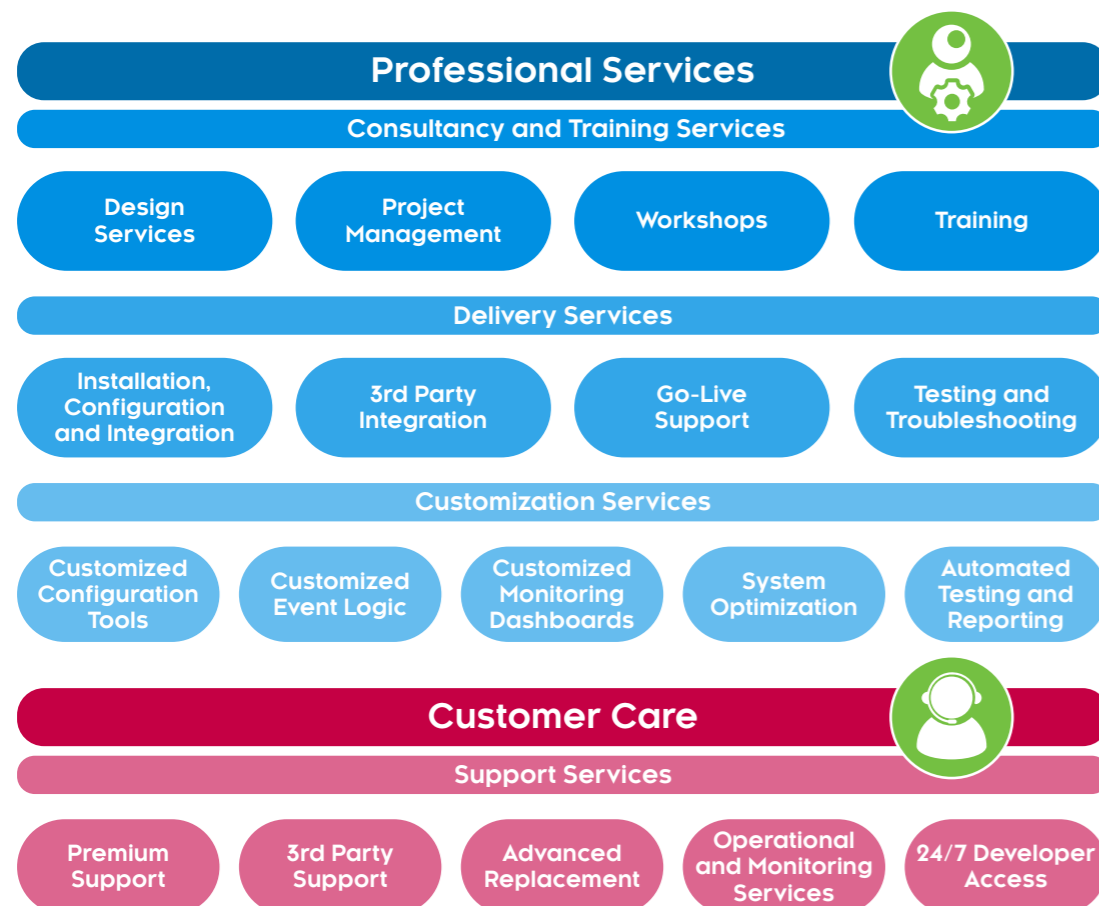 Professional Services
Consultancy and Training Services
Design
Services
Project
Management
Workshops
Training
Delivery Services
Installation,
Configuration
and Integration
3rd Party
Integration
Go-Live
Support
Testing and
Troubleshooting
Customization Services
Customized
Configuration
Tools
Customized
Event Logic
Customized
Monitoring
Dashboards
System
Optimization
Automated
Testing and
Reporting
Customer Care
Support Services
Premium
Support
3rd Party
Support
Advanced
Replacement
Operational
and Monitoring
Services
24/7 Developer
Access